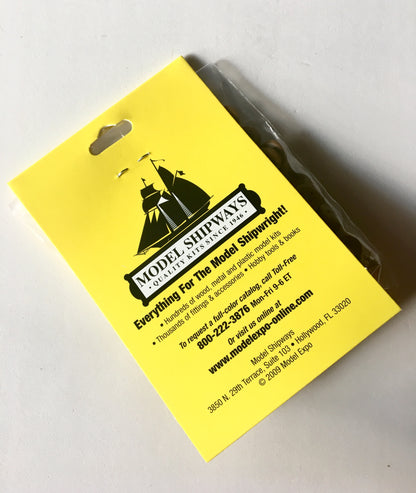 MODEL SHIPWAYS
• QUALITY KITS SINCE 1946 •
Everything For The Model Shipwright!
• Hundreds of wood, metal and plastic model kits
• Thousands of fittings & accessories • Hobby tools & books
To request a full-color catalog, call Toll-Free
800-222-3876 Mon-Fri 9-6 ET
Or visit us online at
www.modelexpo-online.com
Model Shipways
3850 N. 29th Terrace, Suite 103 • Hollywood, FL 33020
© 2009 Model Expo